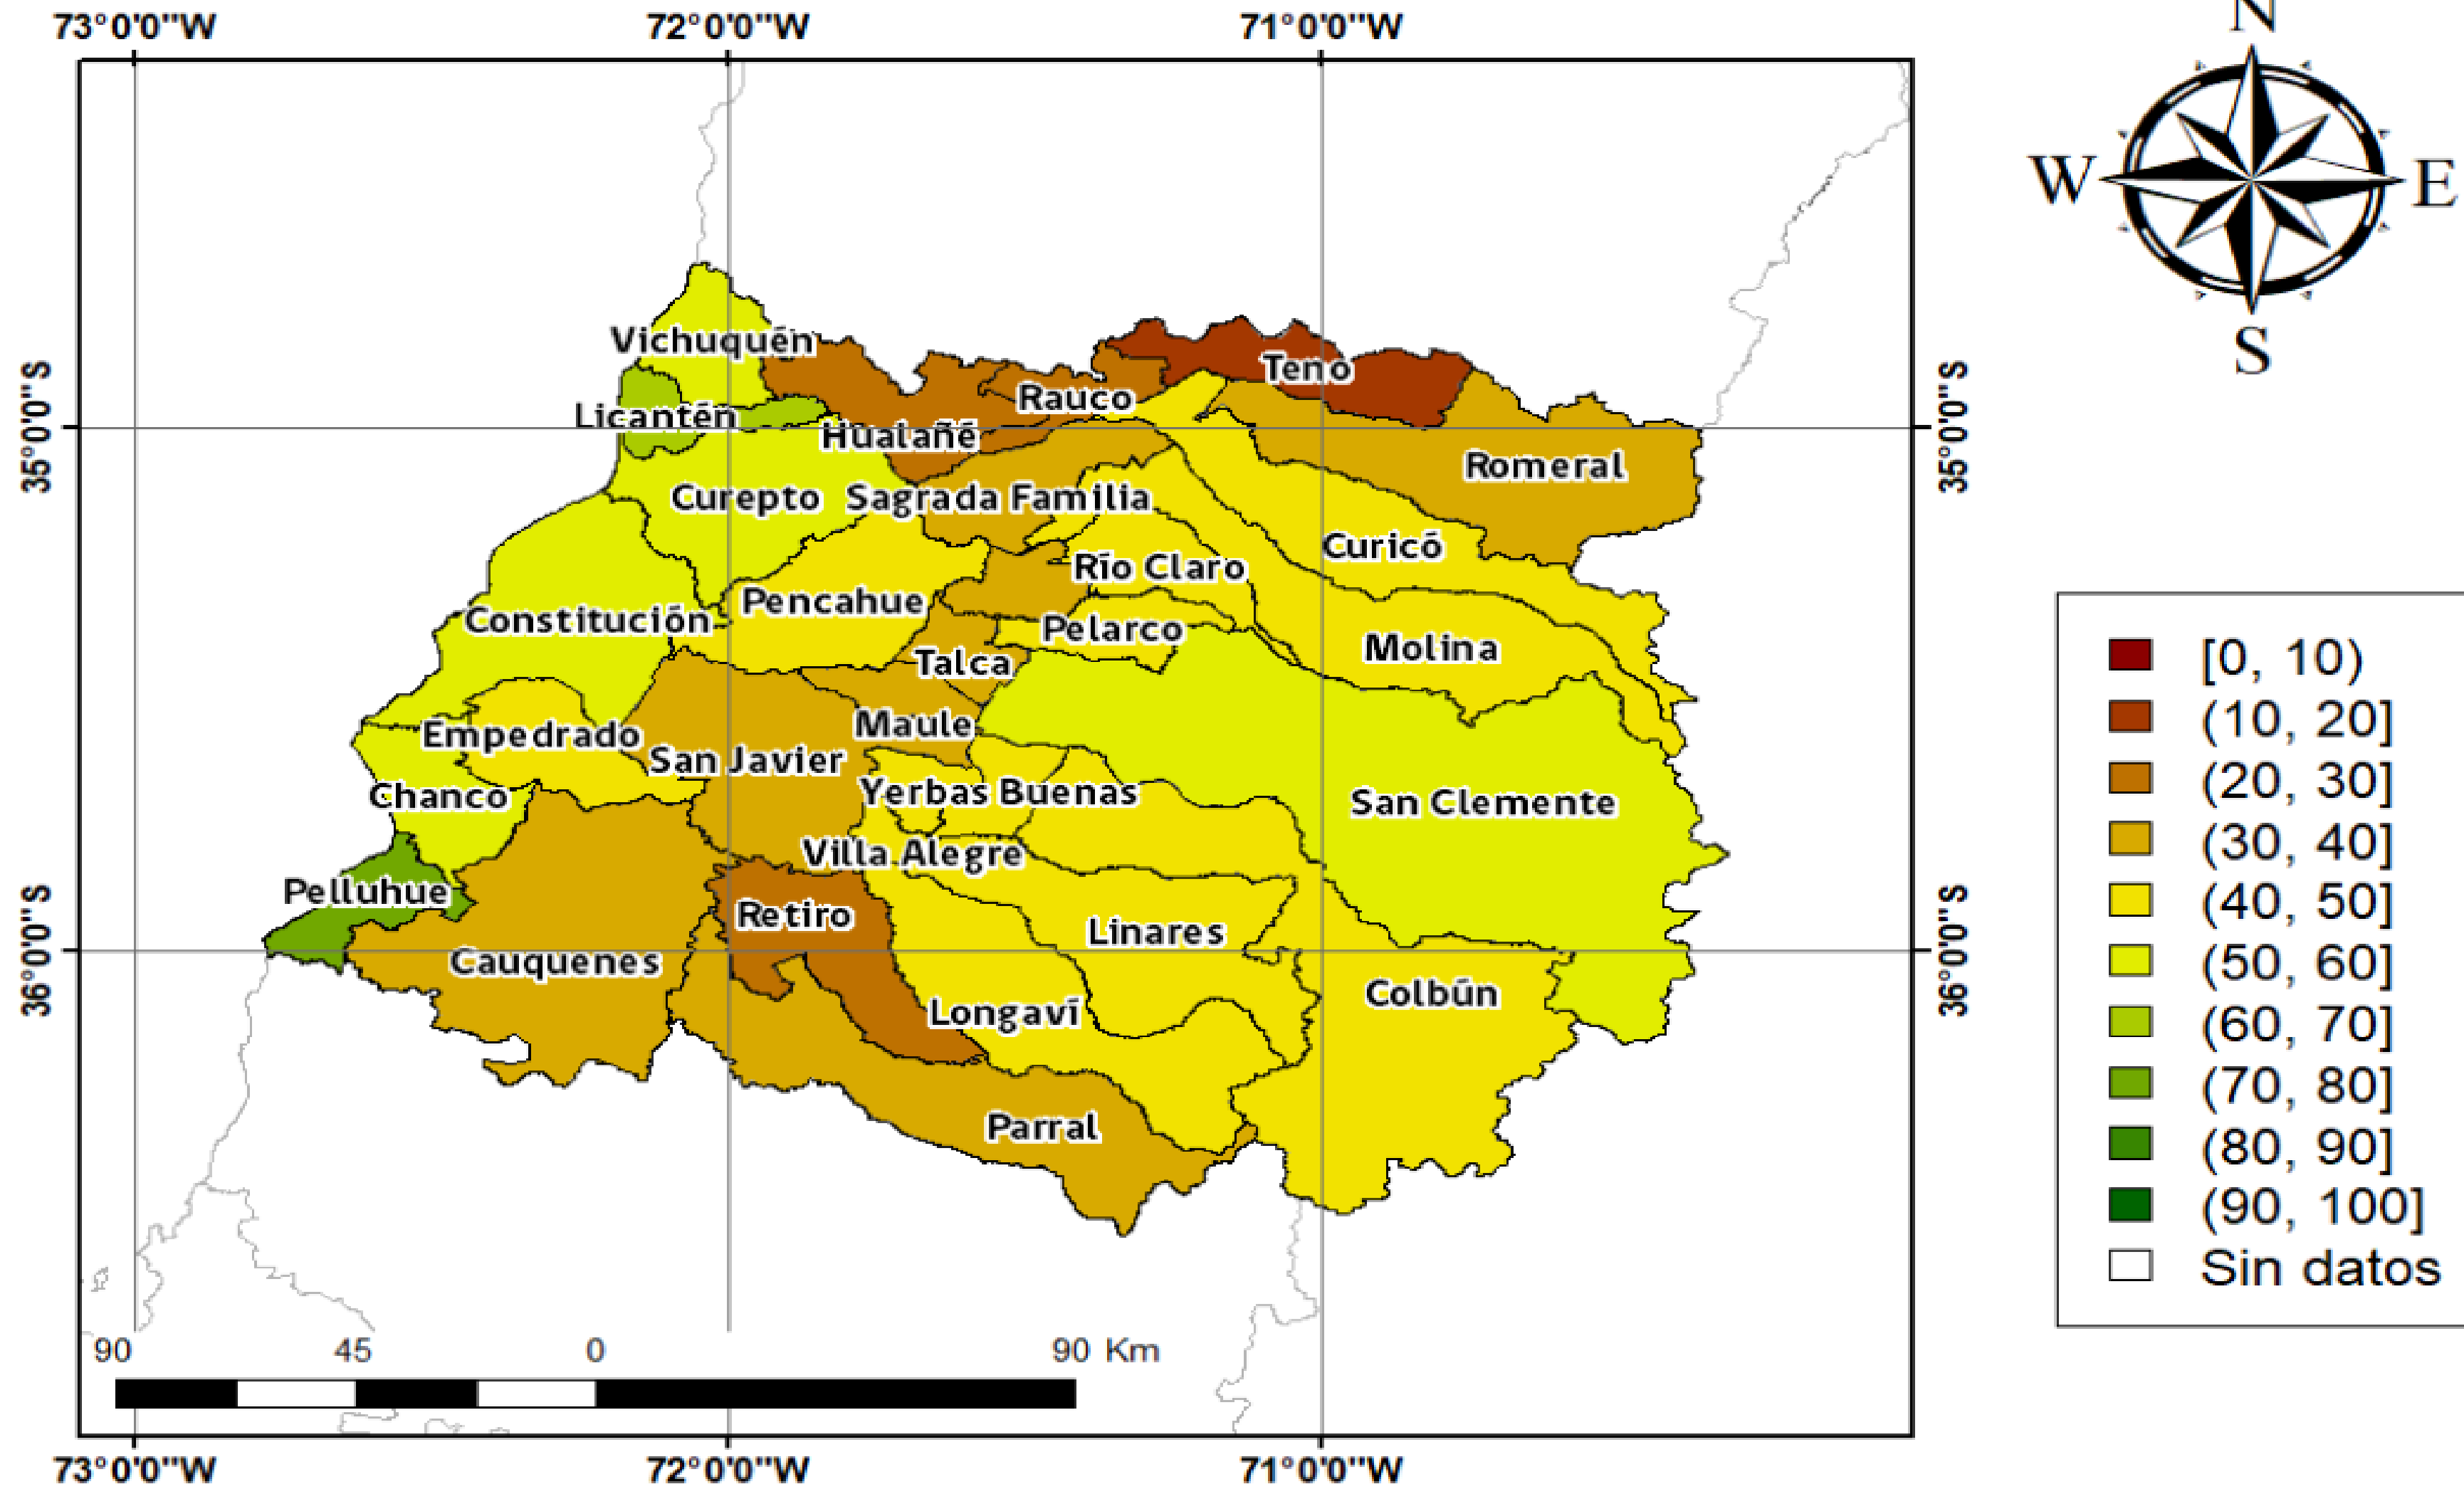 73°0'0"W 72°0'0"W 71°0'0"W
N
W E
S
35°0'0"S
36°0'0"S
35°0'0"S
36°0'0"S
Vichuquén
Teno
Licantén
Rauco
Hualañé
Romeral
Curepto
Sagrada Familia
Curicó
Río Claro
Pencahue
Constitución
Pelarco
Molina
Talca
Maule
Empedrado
San Javier
Yerbas Buenas
Chanco
San Clemente
Villa Alegre
Pelluhue
Retiro
Linares
Cauquenes
Colbún
Longaví
Parral
[0, 10)
(10, 20]
(20, 30]
(30, 40]
(40, 50]
(50, 60]
(60, 70]
(70, 80]
(80, 90]
(90, 100]
Sin datos
90 45 0 90 Km
73°0'0"W 72°0'0"W 71°0'0"W